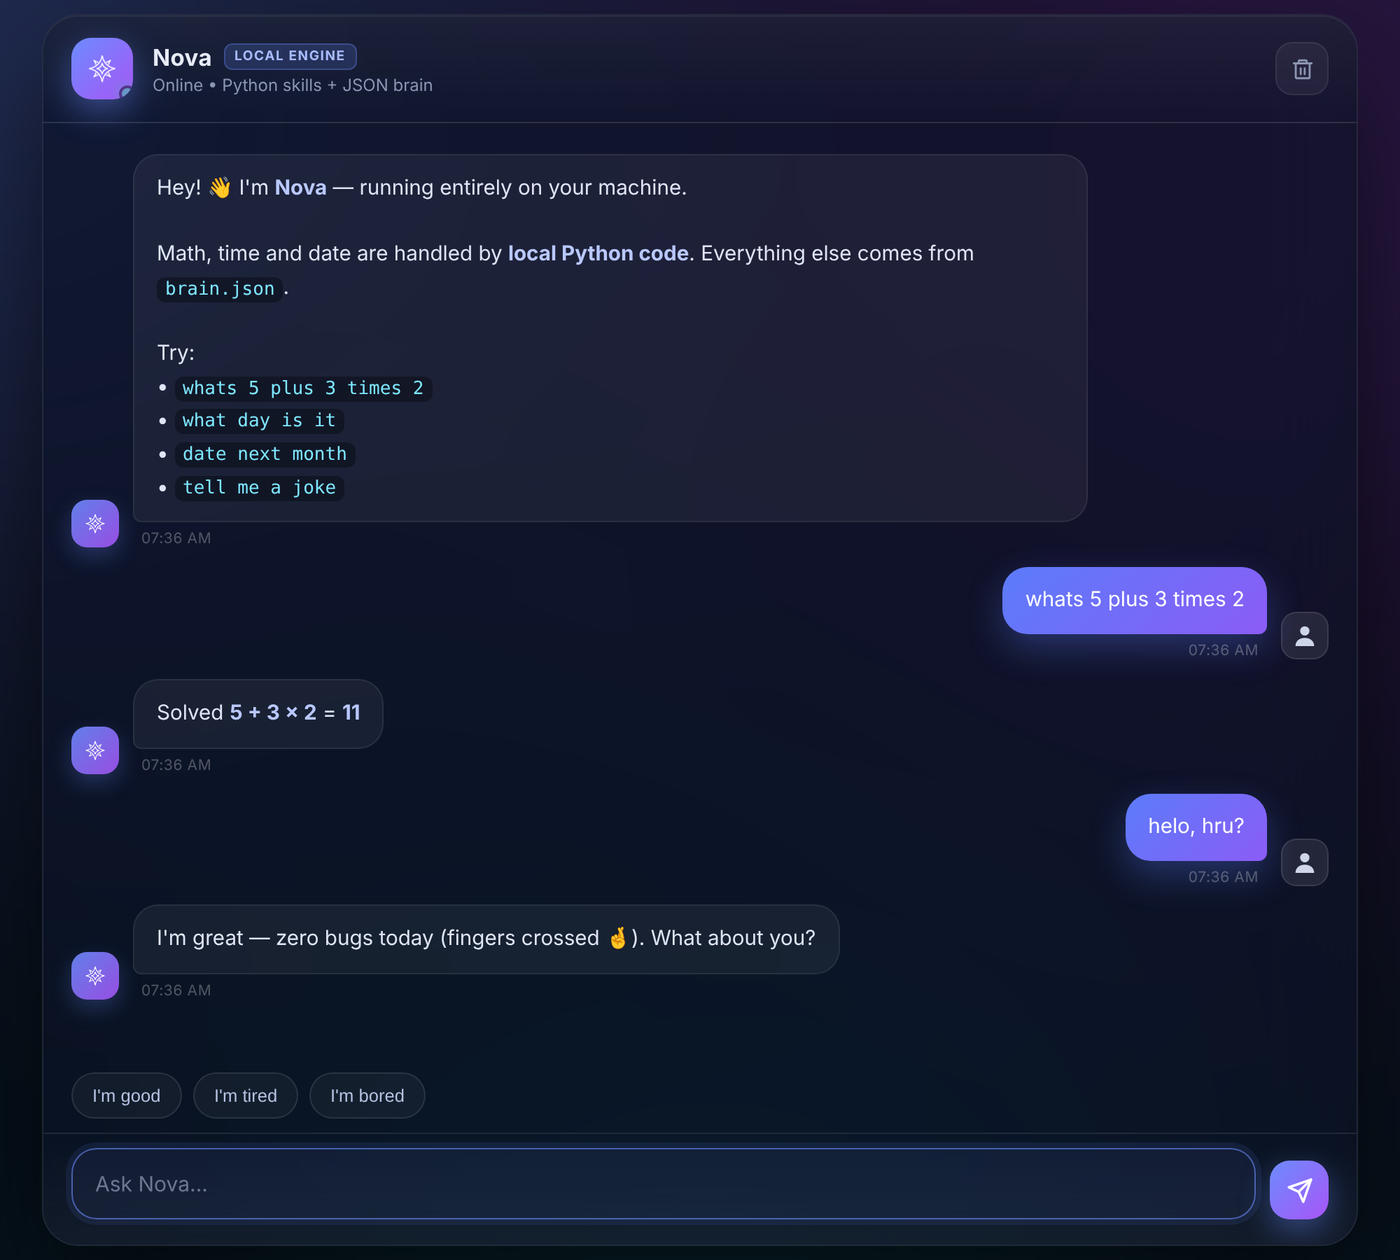 Nova LOCAL ENGINE
Online • Python skills + JSON brain
Hey! 👋 I'm Nova — running entirely on your machine.
Math, time and date are handled by local Python code. Everything else comes from
brain.json.
Try:
• whats 5 plus 3 times 2
• what day is it
• date next month
• tell me a joke
07:36 AM
whats 5 plus 3 times 2
07:36 AM
Solved 5 + 3 × 2 = 11
07:36 AM
helo, hru?
07:36 AM
I'm great — zero bugs today (fingers crossed 🤞). What about you?
07:36 AM
I'm good I'm tired I'm bored
Ask Nova...